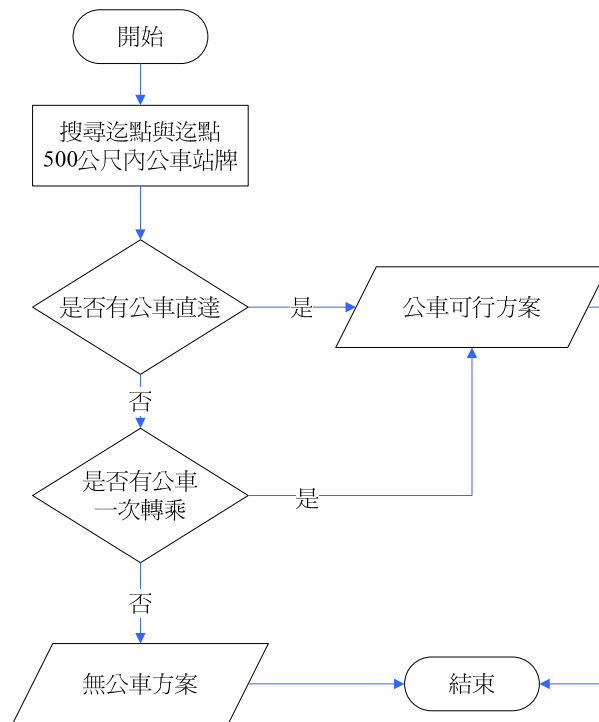 開始
搜尋迄點與迄點
500公尺內公車站牌
是否有公車直達
是
公車可行方案
否
是否有公車
一次轉乘
是
否
無公車方案
結束